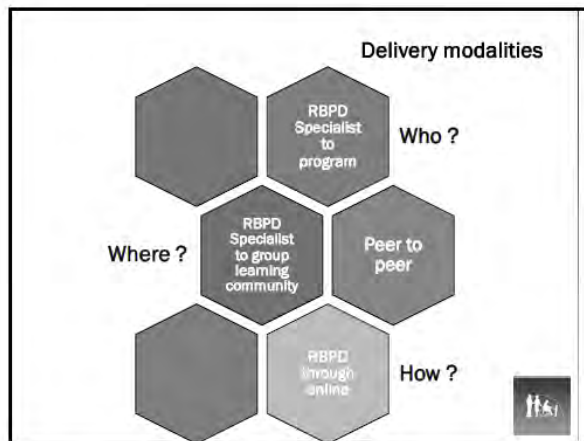 Delivery modalities
RBPD
Specialist
to
program
Who ?
Where ?
RBPD
Specialist
to group
learning
community
Peer to
peer
RBPD
through
online
How ?